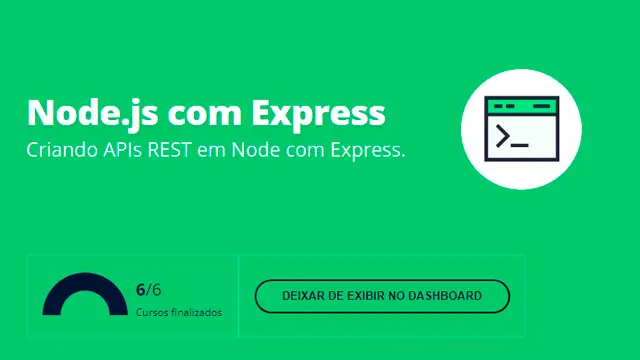 Node.js com Express
Criando APIs REST em Node com Express.
6/6
Cursos finalizados
DEIXAR DE EXIBIR NO DASHBOARD